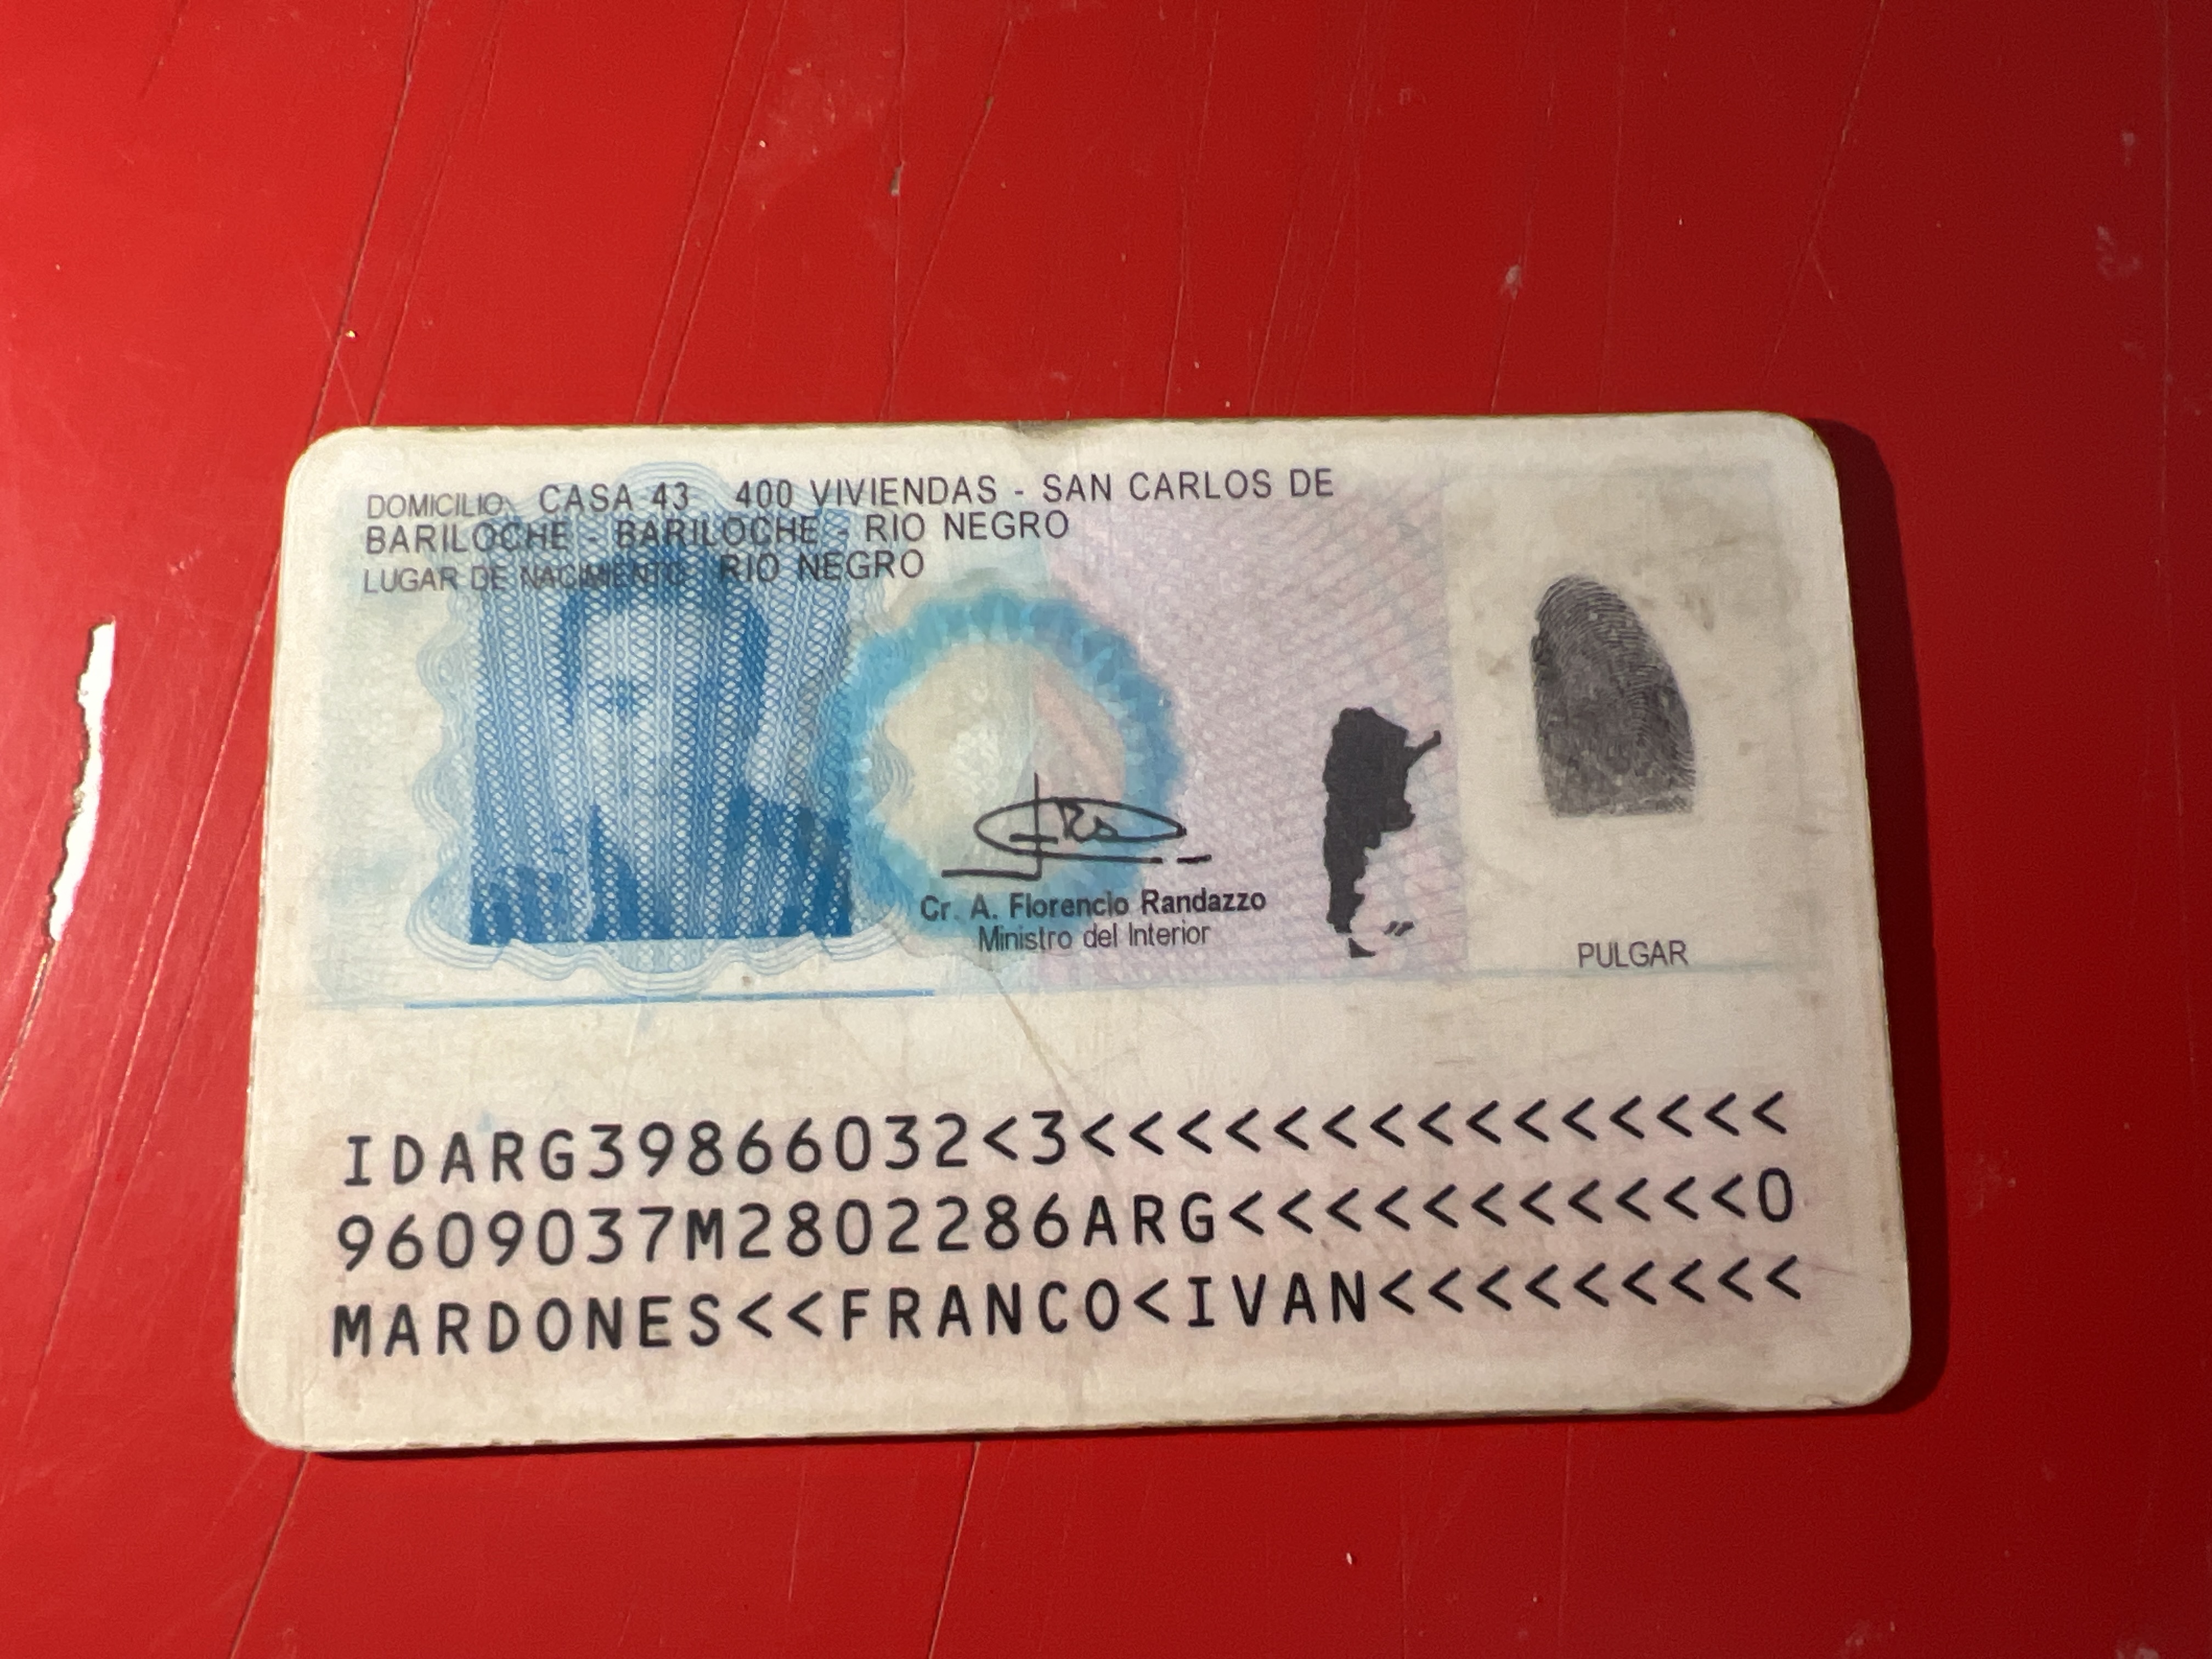 DOMICILIO: CASA 43 400 VIVIENDAS - SAN CARLOS DE
BARILOCHE - BARILOCHE - RIO NEGRO
LUGAR DE NACIMIENTO: RIO NEGRO
Cr. A. Florencio Randazzo
Ministro del Interior
PULGAR
IDARG39866032<3<<<<<<<<<<<<<<<
9609037M2802286ARG<<<<<<<<<<<0
MARDONES<<FRANCO<IVAN<<<<<<<<<